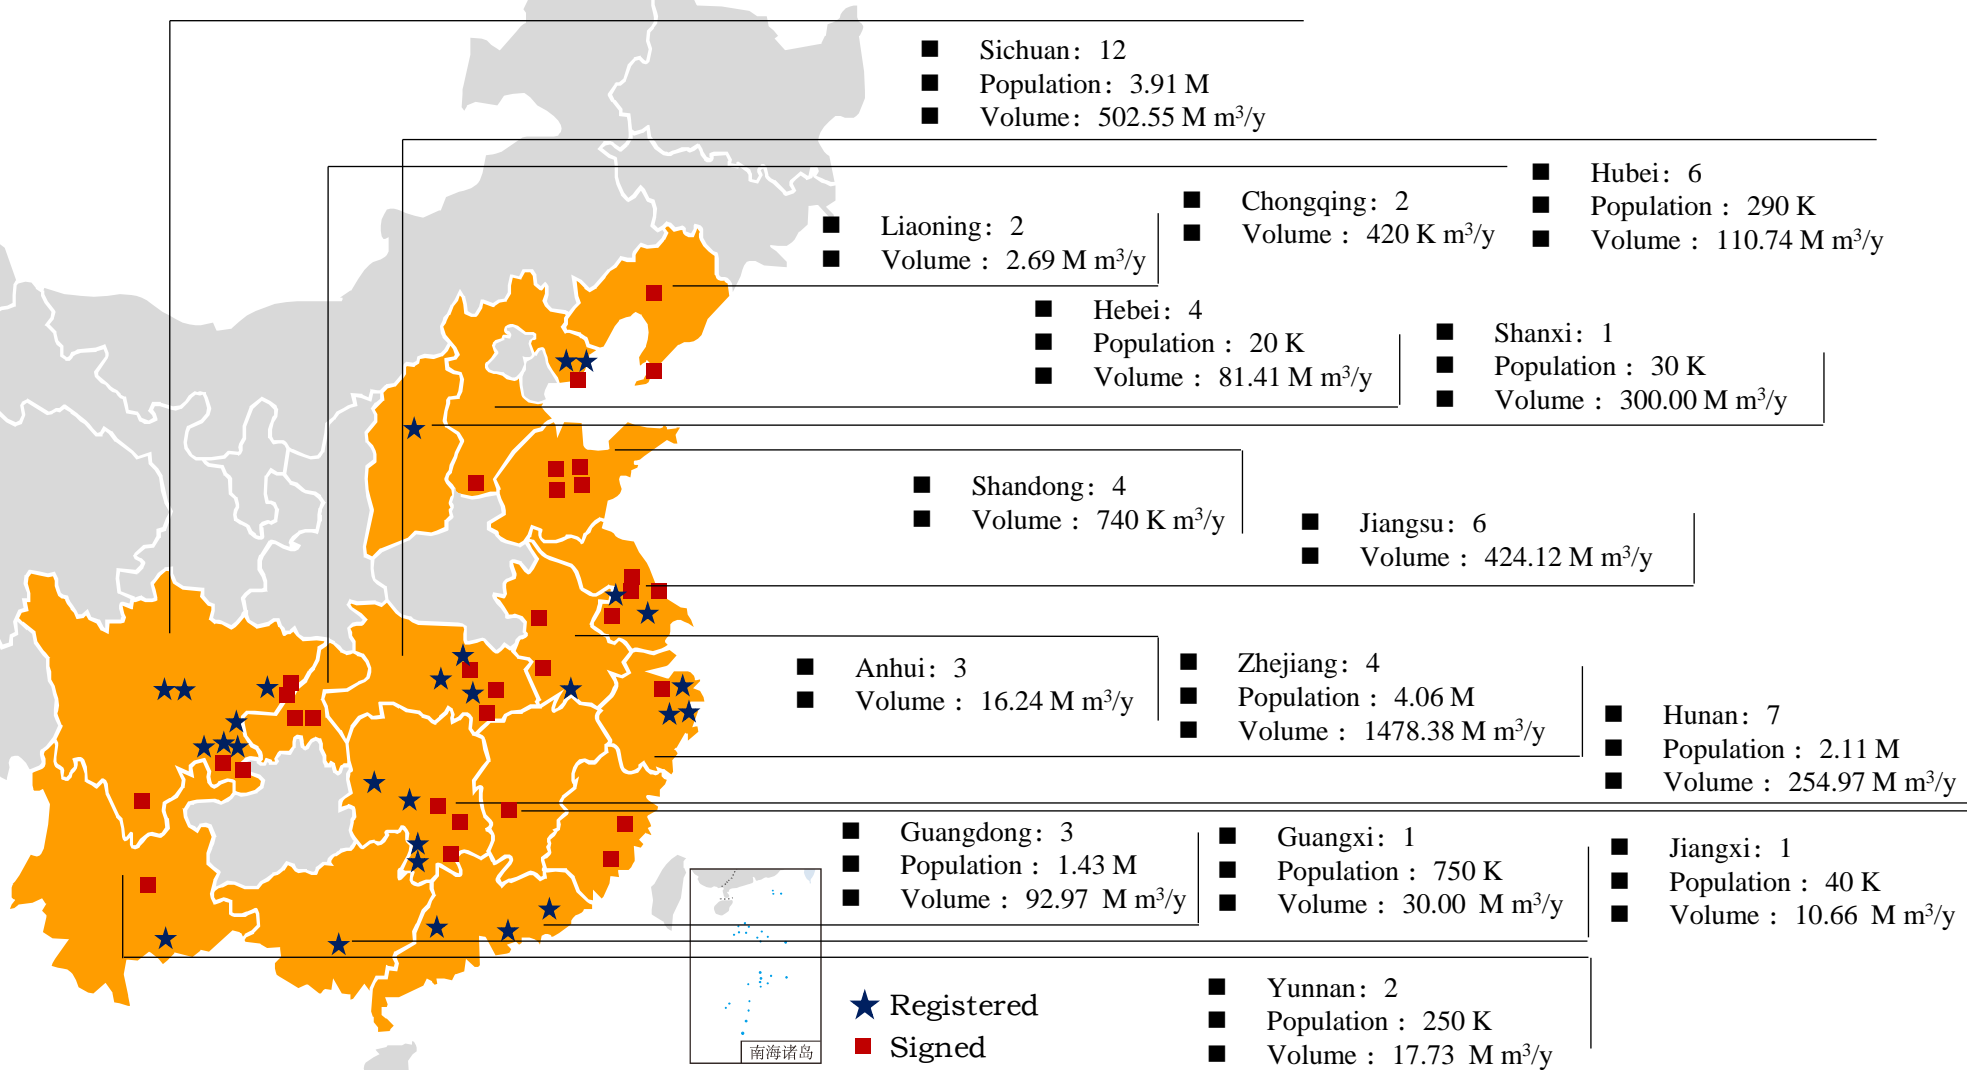 Sichuan：12
Population：3.91 M
Volume：502.55 M m³/y
Hubei：6
Population：290 K
Volume：110.74 M m³/y
Chongqing：2
Volume：420 K m³/y
Liaoning：2
Volume：2.69 M m³/y
Hebei：4
Population：20 K
Volume：81.41 M m³/y
Shanxi：1
Population：30 K
Volume：300.00 M m³/y
Shandong：4
Volume：740 K m³/y
Jiangsu：6
Volume：424.12 M m³/y
Anhui：3
Volume：16.24 M m³/y
Zhejiang：4
Population：4.06 M
Volume：1478.38 M m³/y
Hunan：7
Population：2.11 M
Volume：254.97 M m³/y
Guangdong：3
Population：1.43 M
Volume：92.97 M m³/y
Guangxi：1
Population：750 K
Volume：30.00 M m³/y
Jiangxi：1
Population：40 K
Volume：10.66 M m³/y
Yunnan：2
Population：250 K
Volume：17.73 M m³/y
Registered
Signed
南海诸岛